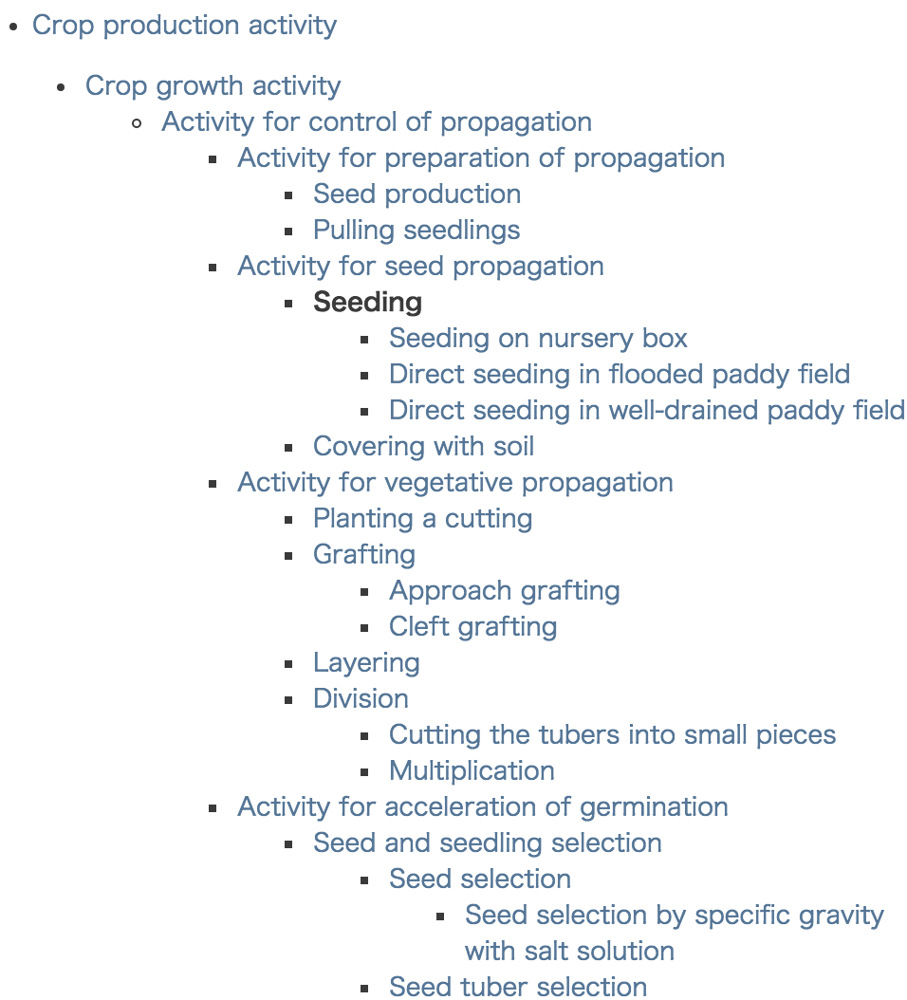 Crop production activity
Crop growth activity
Activity for control of propagation
Activity for preparation of propagation
Seed production
Pulling seedlings
Activity for seed propagation
Seeding
Seeding on nursery box
Direct seeding in flooded paddy field
Direct seeding in well-drained paddy field
Covering with soil
Activity for vegetative propagation
Planting a cutting
Grafting
Approach grafting
Cleft grafting
Layering
Division
Cutting the tubers into small pieces
Multiplication
Activity for acceleration of germination
Seed and seedling selection
Seed selection
Seed selection by specific gravity
with salt solution
Seed tuber selection